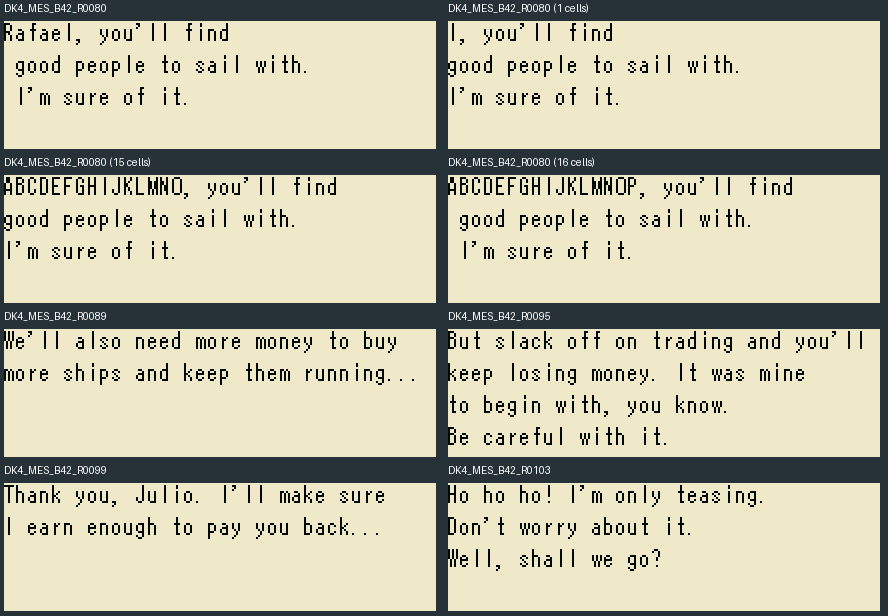 DK4_MES_B42_R0080
Rafael, you'll find
good people to sail with.
I'm sure of it.
DK4_MES_B42_R0080 (1 cells)
I, you'll find
good people to sail with.
I'm sure of it.
DK4_MES_B42_R0080 (15 cells)
ABCDEFGHIJKLMNO, you'll find
good people to sail with.
I'm sure of it.
DK4_MES_B42_R0080 (16 cells)
ABCDEFGHIJKLMNOP, you'll find
good people to sail with.
I'm sure of it.
DK4_MES_B42_R0089
We'll also need more money to buy
more ships and keep them running...
DK4_MES_B42_R0095
But slack off on trading and you'll
keep losing money. It was mine
to begin with, you know.
Be careful with it.
DK4_MES_B42_R0099
Thank you, Julio. I'll make sure
I earn enough to pay you back...
DK4_MES_B42_R0103
Ho ho ho! I'm only teasing.
Don't worry about it.
Well, shall we go?